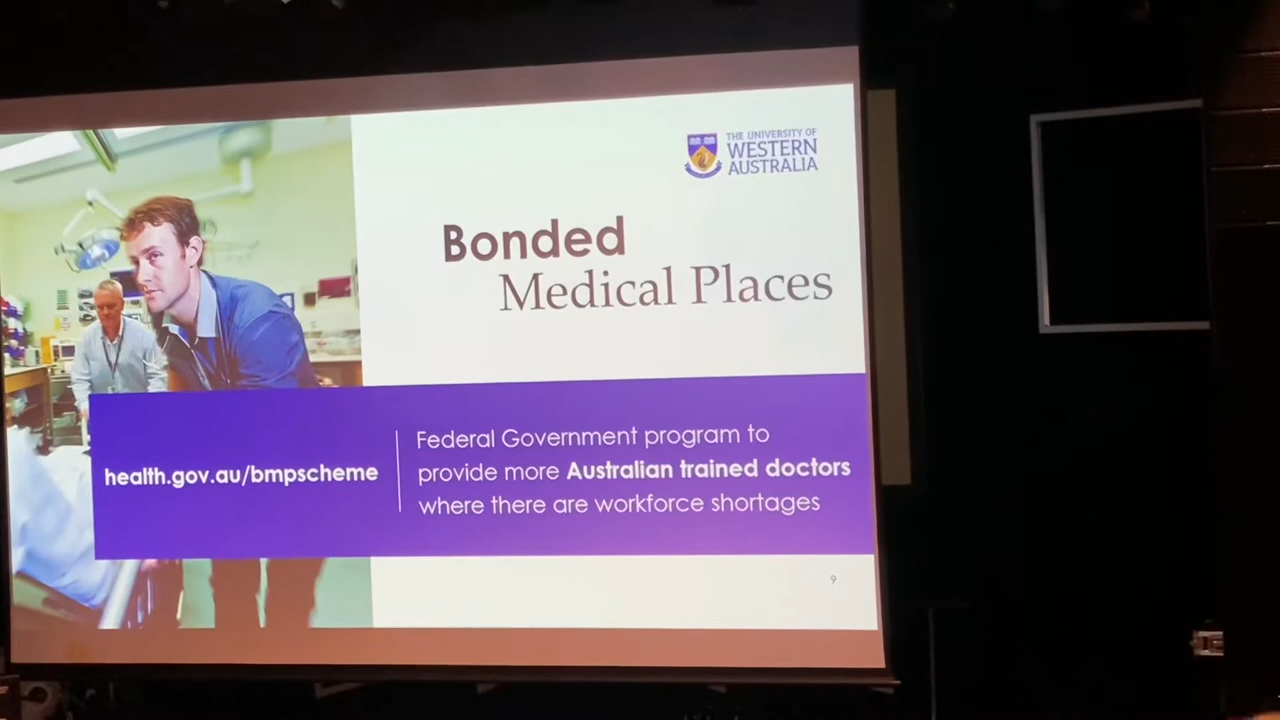 THE UNIVERSITY OF
WESTERN
AUSTRALIA
Bonded
Medical Places
health.gov.au/bmpscheme
Federal Government program to
provide more Australian trained doctors
where there are workforce shortages
9